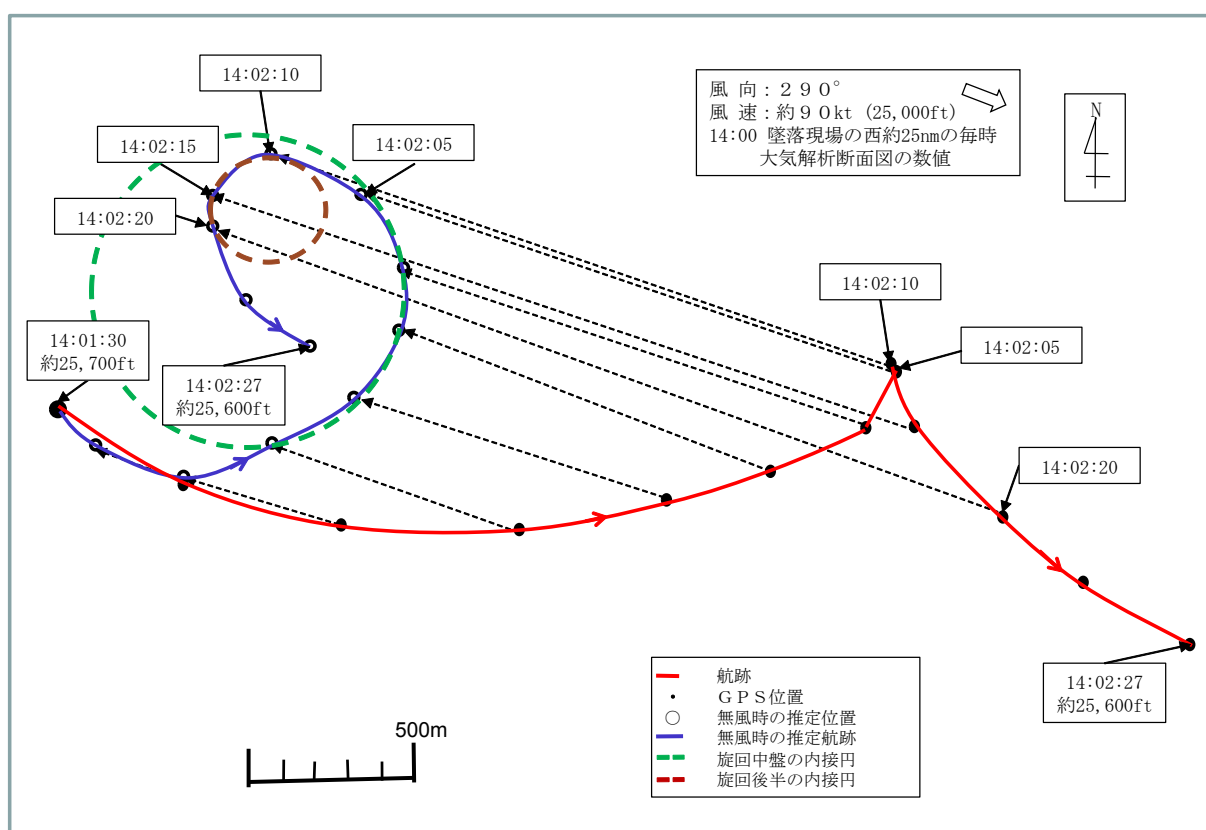 14:02:10
14:02:15
14:02:05
14:02:20
14:01:30
約25,700ft
14:02:27
約25,600ft
風 向：２９０°
風 速：約９０kt (25,000ft)
14:00 墜落現場の西約25nmの毎時
大気解析断面図の数値
N
14:02:10
14:02:05
14:02:20
14:02:27
約25,600ft
500m
航跡
ＧＰＳ位置
無風時の推定位置
無風時の推定航跡
旋回中盤の内接円
旋回後半の内接円